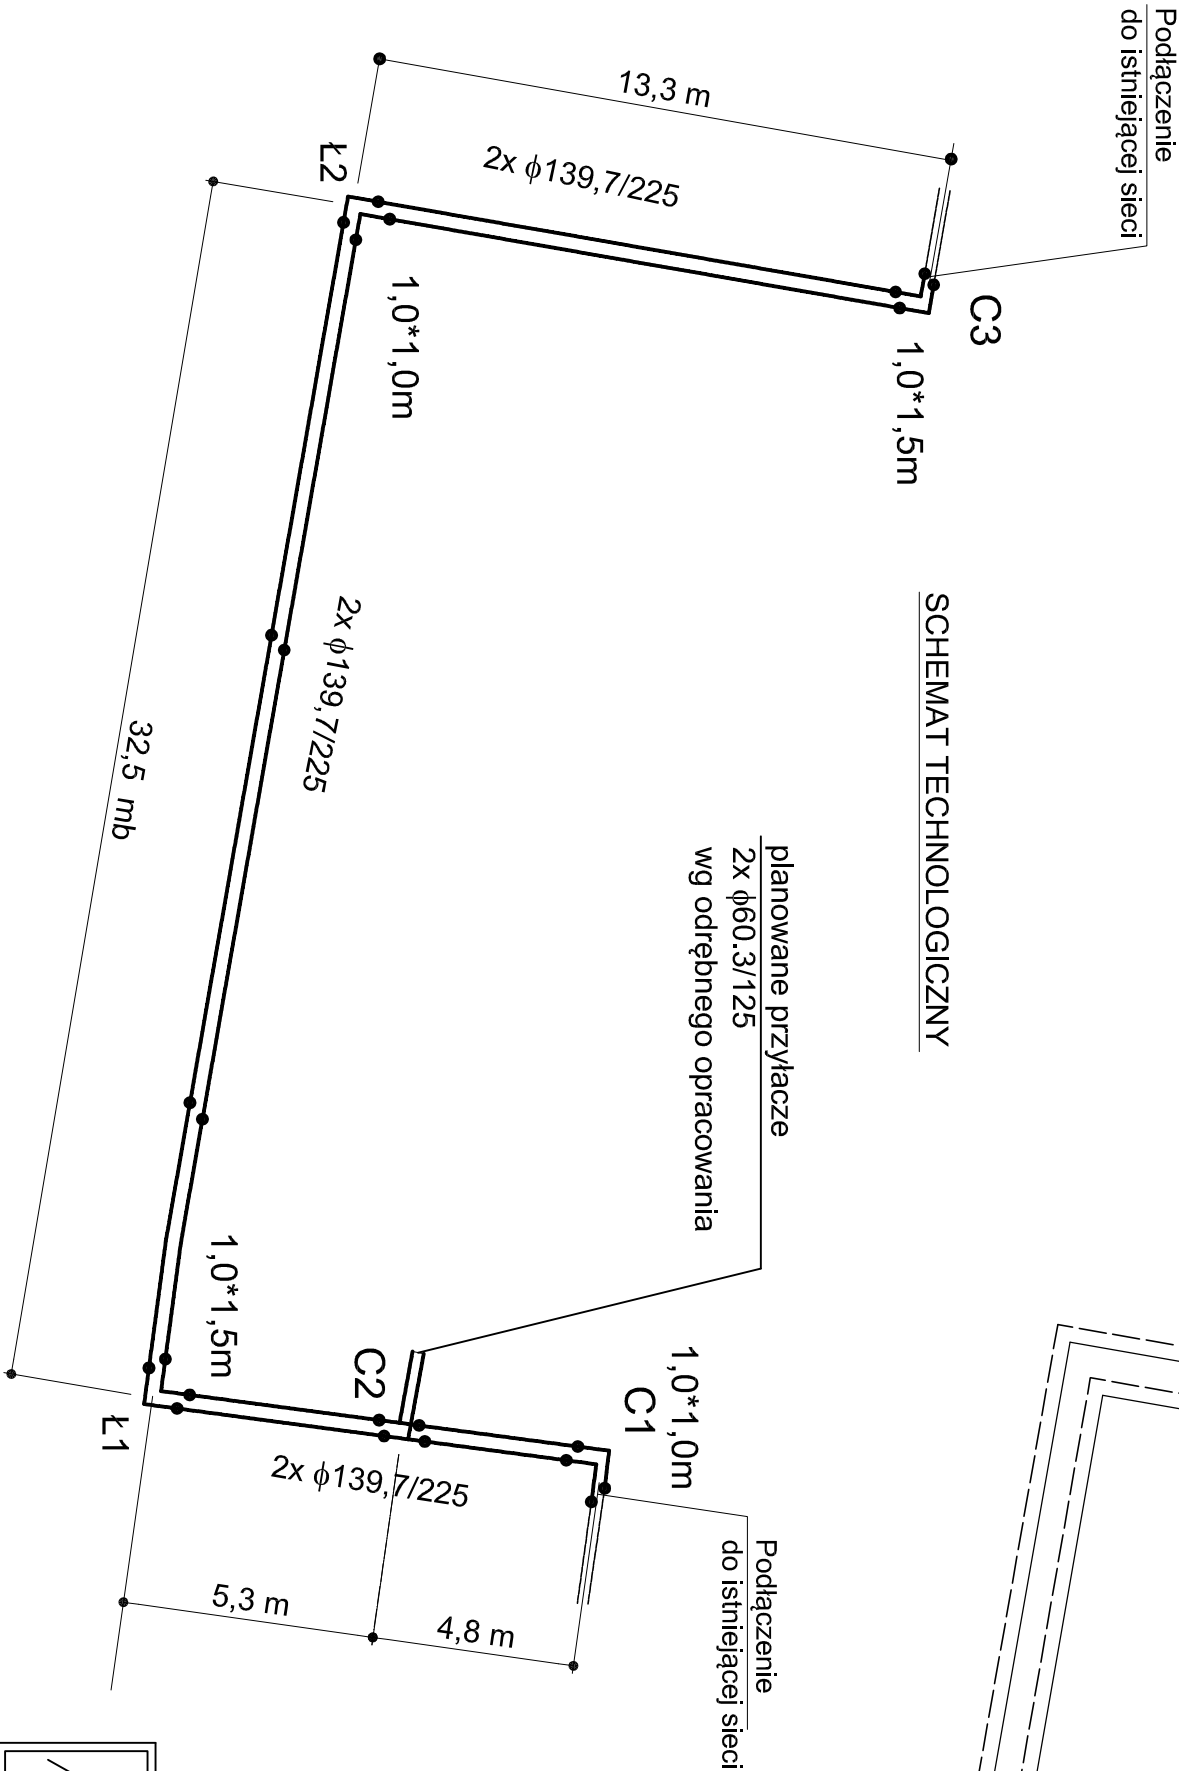 Podłączenie
do istniejącej sieci
13,3 m
2x ϕ139,7/225
Ł2
C3
1,0*1,5m
1,0*1,0m
SCHEMAT TECHNOLOGICZNY
2x ϕ139,7/225
32,5 mb
planowane przyłacze
2x ϕ60.3/125
wg odrębnego opracowania
1,0*1,5m
Ł1
C2
1,0*1,0m
C1
2x ϕ139,7/225
5,3 m
4,8 m
Podłączenie
do istniejącej sieci